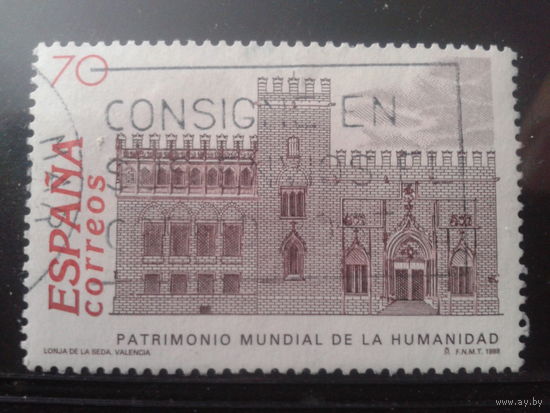 70
CONSIGNE EN
ESPAÑA
correos
PATRIMONIO MUNDIAL DE LA HUMANIDAD
LONJA DE LA SEDA. VALENCIA
Ñ F.N.M.T. 1998
www.ay.by